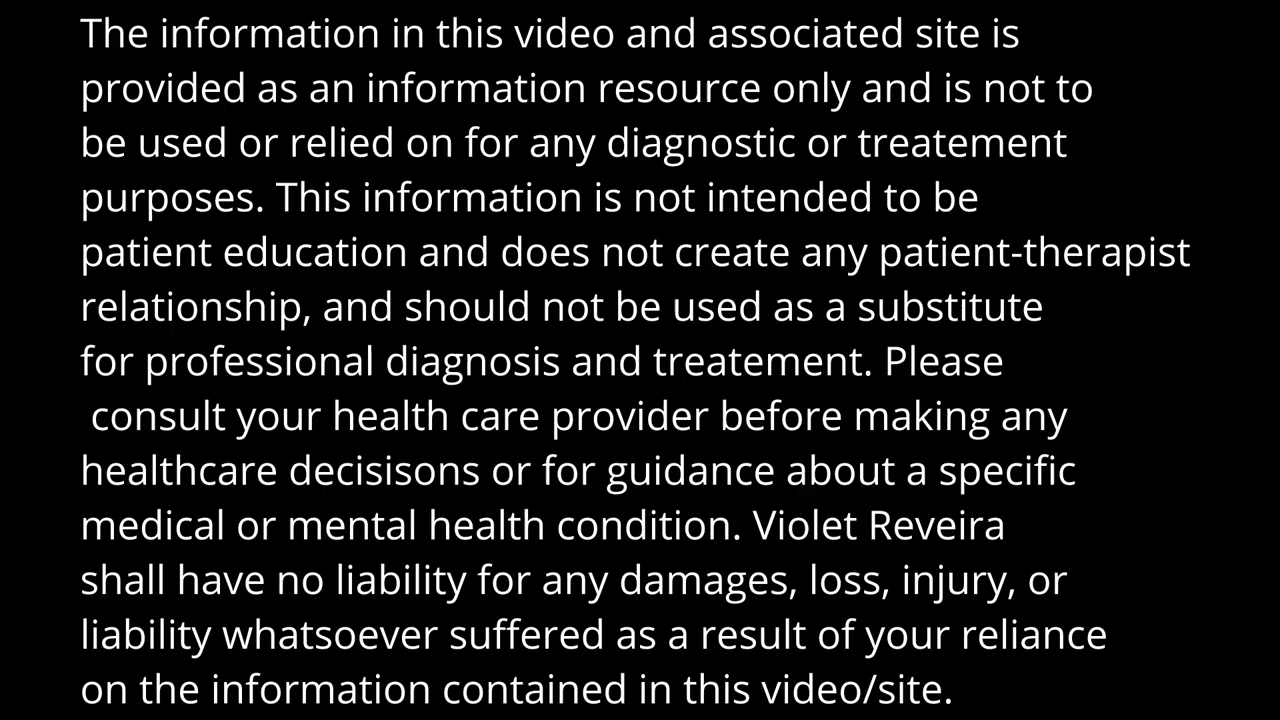 The information in this video and associated site is
provided as an information resource only and is not to
be used or relied on for any diagnostic or treatement
purposes. This information is not intended to be
patient education and does not create any patient-therapist
relationship, and should not be used as a substitute
for professional diagnosis and treatement. Please
consult your health care provider before making any
healthcare decisisons or for guidance about a specific
medical or mental health condition. Violet Reveira
shall have no liability for any damages, loss, injury, or
liability whatsoever suffered as a result of your reliance
on the information contained in this video/site.